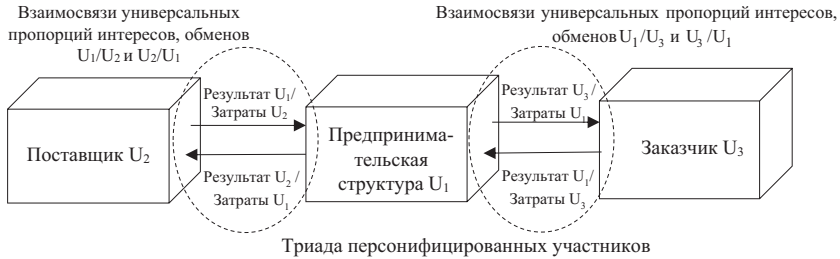 Взаимосвязи универсальных
пропорций интересов, обменов
U₁/U₂ и U₂/U₁
Взаимосвязи универсальных пропорций интересов,
обменов U₁/U₃ и U₃/U₁
Поставщик U₂
Результат U₁/
Затраты U₂
Результат U₂/
Затраты U₁
Предпринима-
тельская
структура U₁
Результат U₃/
Затраты U₁
Результат U₁/
Затраты U₃
Заказчик U₃
Триада персонифицированных участников